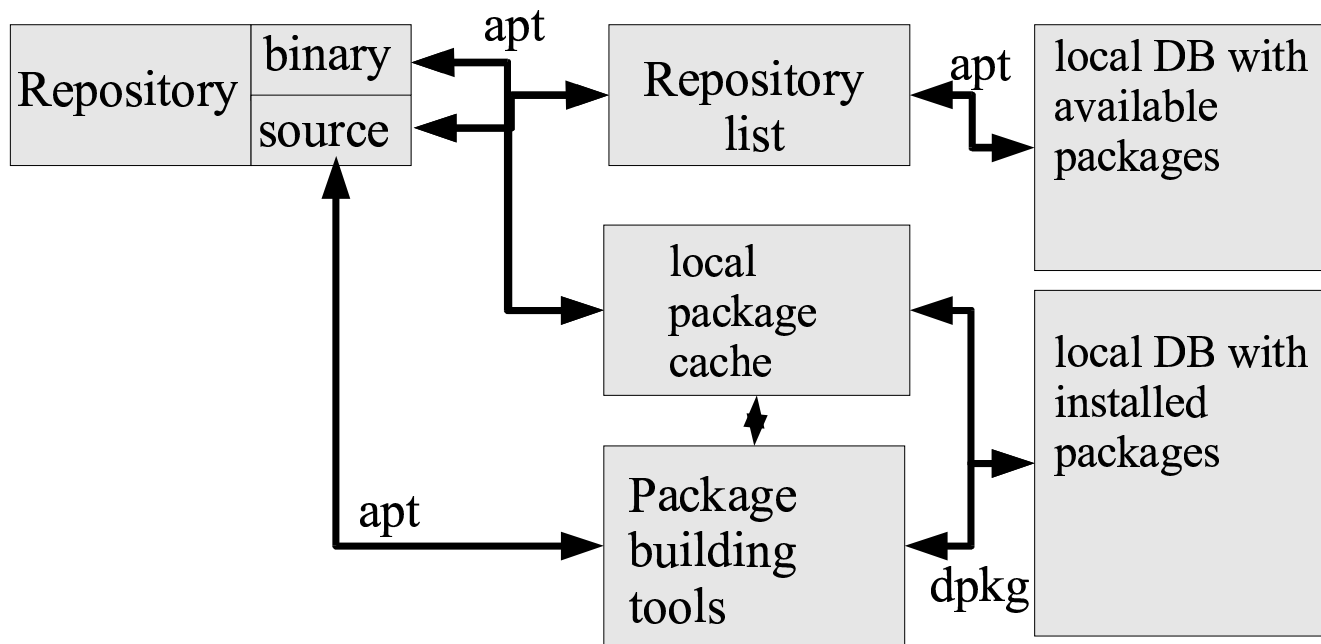 Repository
binary
source
apt
Repository
list
apt
local DB with
available
packages
local
package
cache
local DB with
installed
packages
apt
Package
building
tools
dpkg